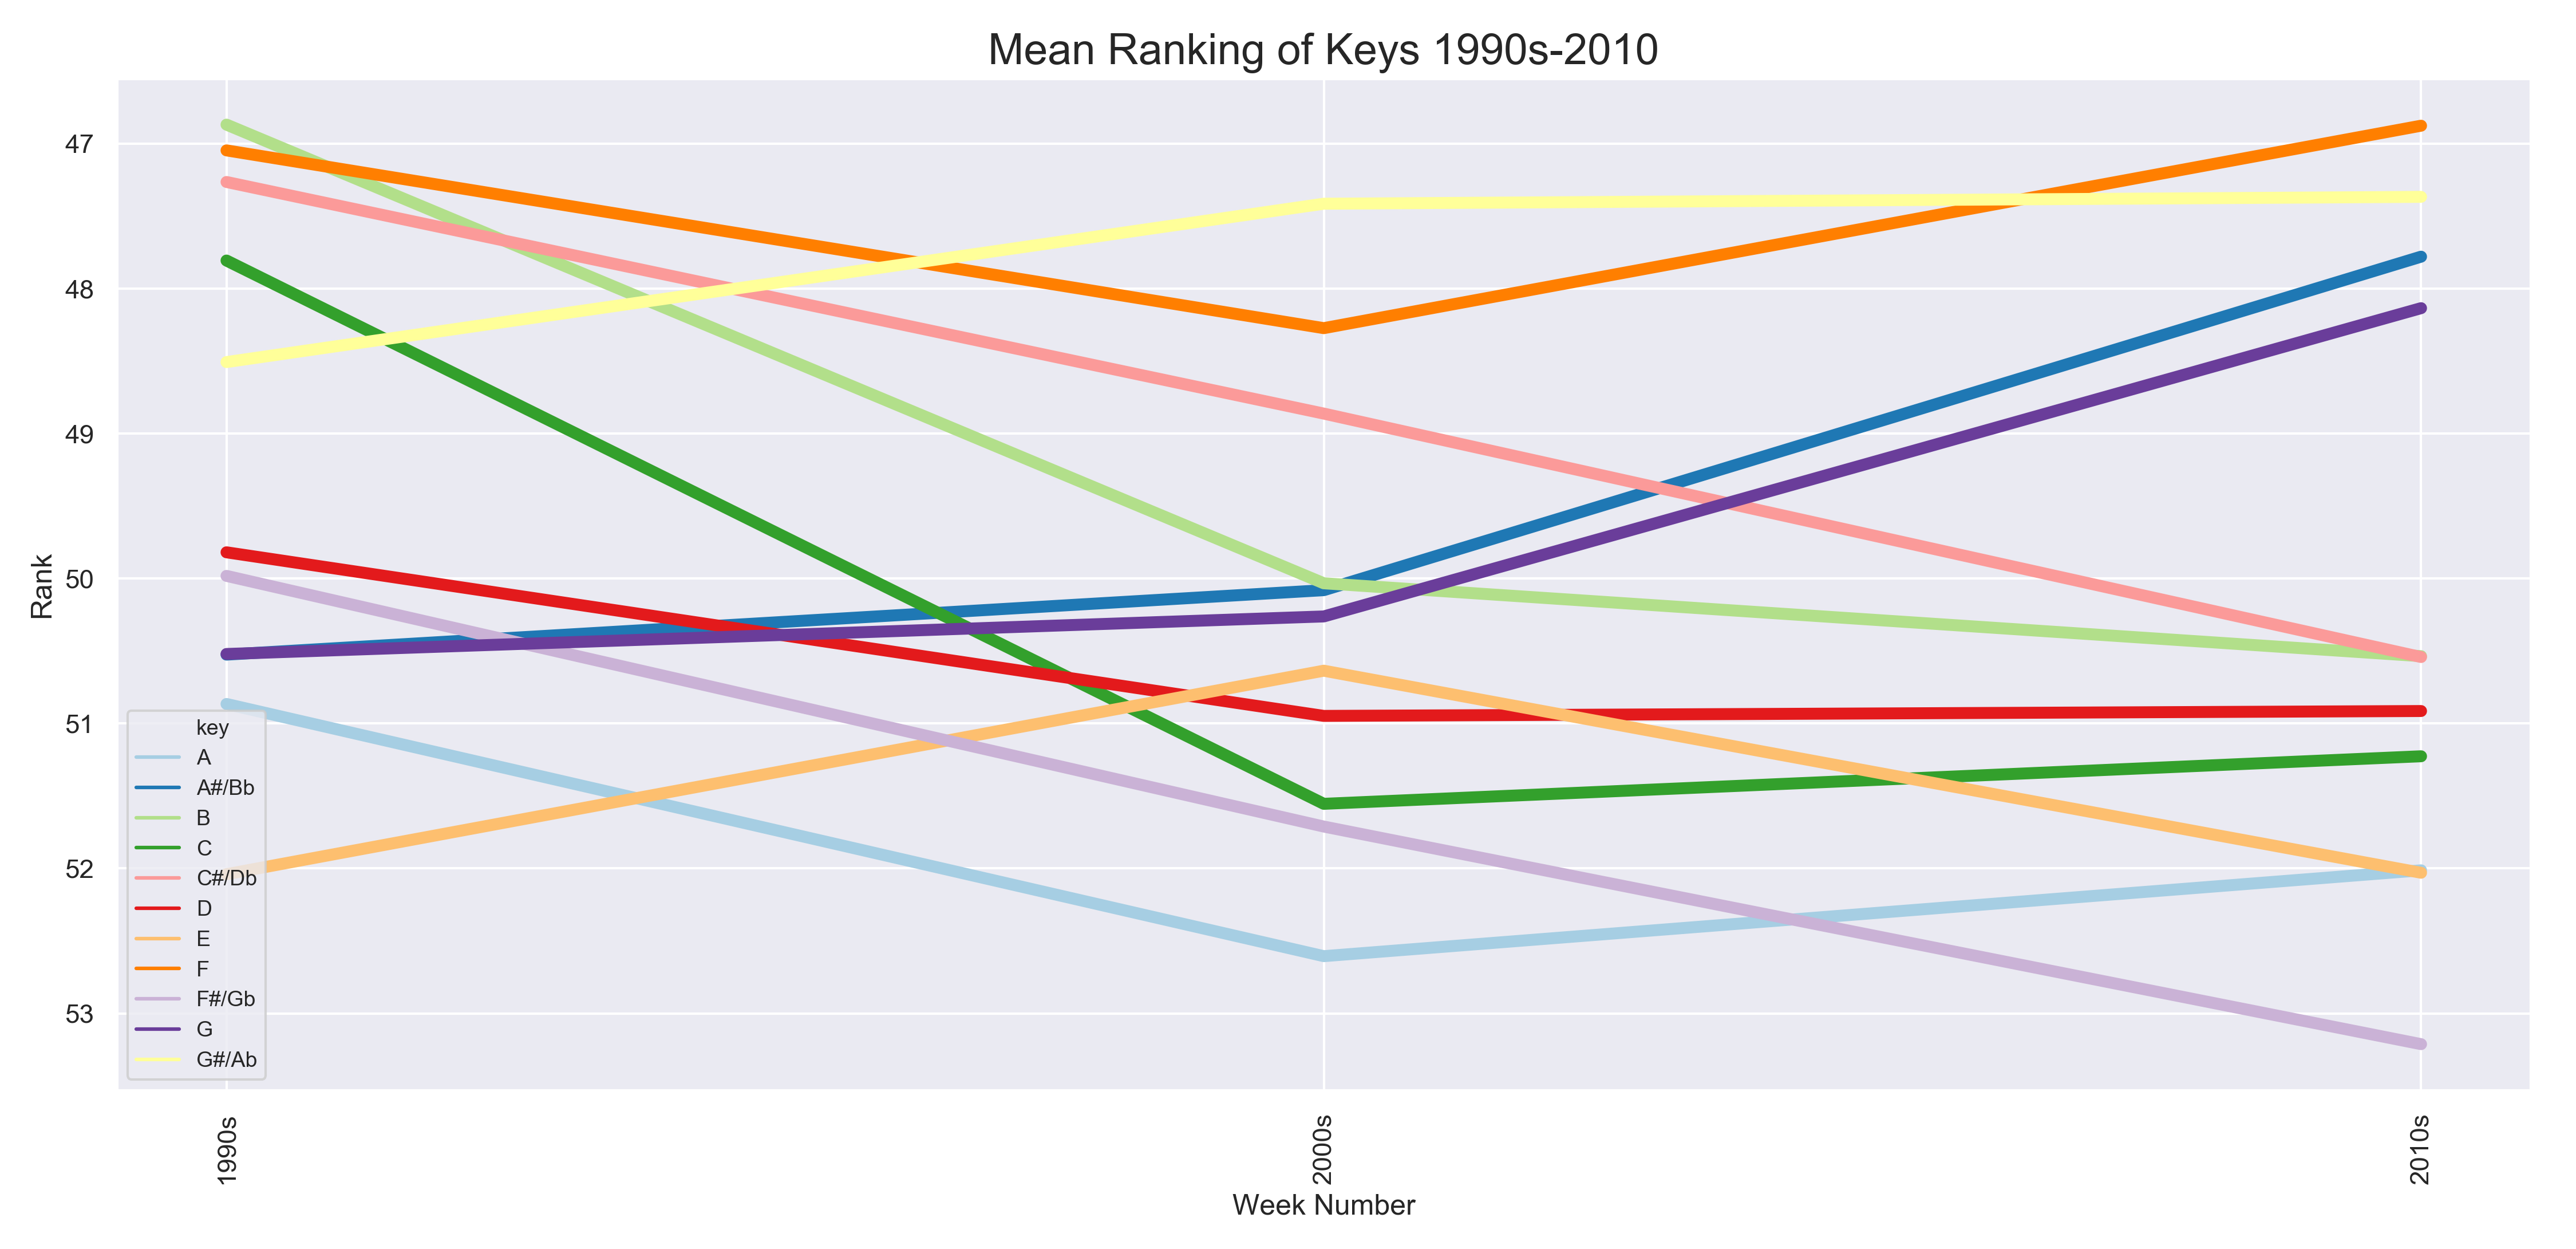 Mean Ranking of Keys 1990s-2010
47
48
49
50
51
52
53
Rank
key
A
A#/Bb
B
C
C#/Db
D
E
F
F#/Gb
G
G#/Ab
1990s
2000s
2010s
Week Number